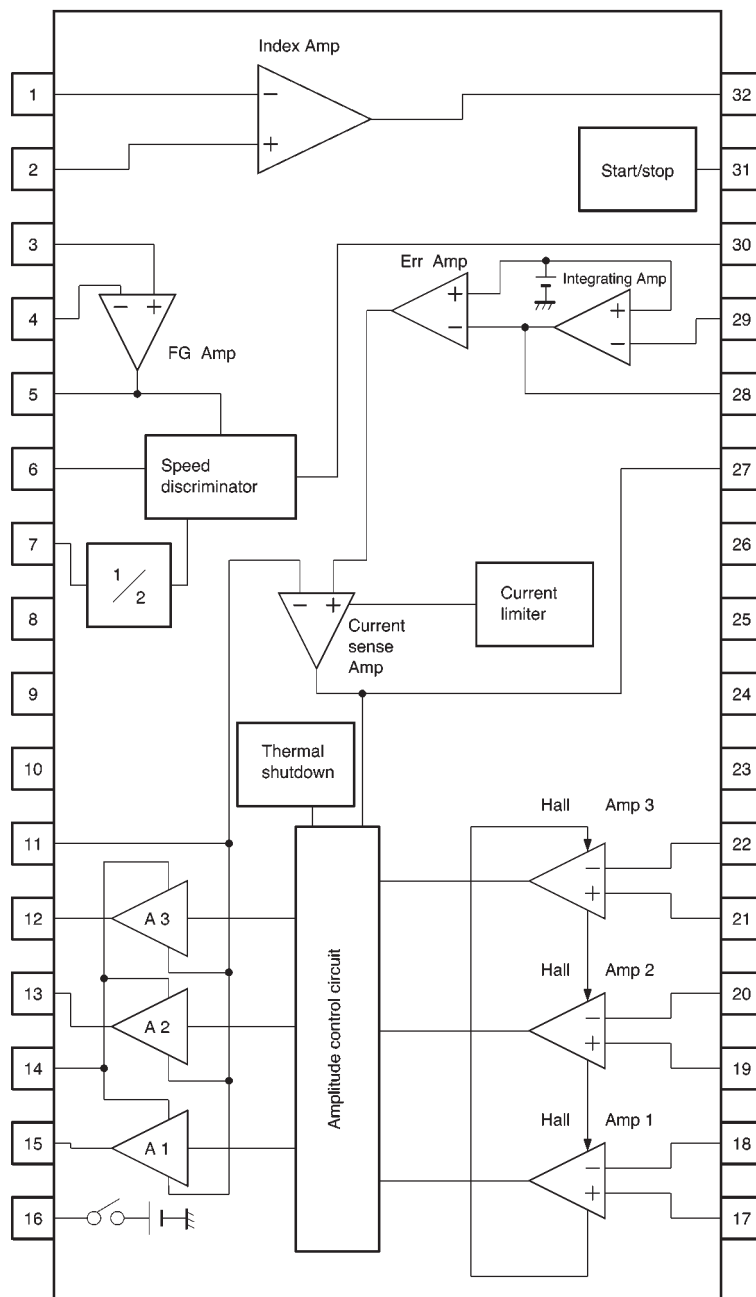 Index Amp
1
−
32
2
+
Start/stop
31
3
30
Err Amp
Integrating Amp
4
− +
+
−
+
−
29
FG Amp
5
28
6
Speed
discriminator
27
7
1/2
26
8
− +
Current
limiter
25
Current
sense
Amp
9
24
10
Thermal
shutdown
23
Hall Amp 3
11
22
−
+
12
A 3
21
Amplitude control circuit
Hall Amp 2
13
20
A 2
−
+
14
19
Hall Amp 1
15
A 1
18
−
+
16
17